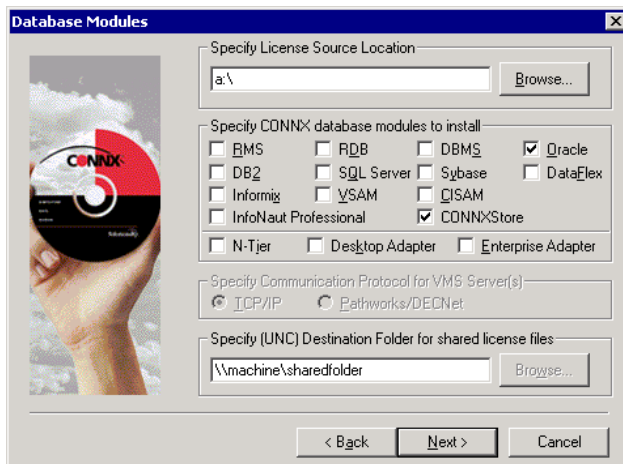 Database Modules
Specify License Source Location
a:\
Browse...
Specify CONNX database modules to install
RMS RDB DBMS Oracle
DB2 SQL Server Sybase DataFlex
Informix VSAM CISAM
InfoNaut Professional CONNXStore
N-Tier Desktop Adapter Enterprise Adapter
Specify Communication Protocol for VMS Server(s)
TCP/IP Pathworks/DECNet
Specify (UNC) Destination Folder for shared license files
\\machine\sharedfolder
Browse...
< Back Next > Cancel
CONNX